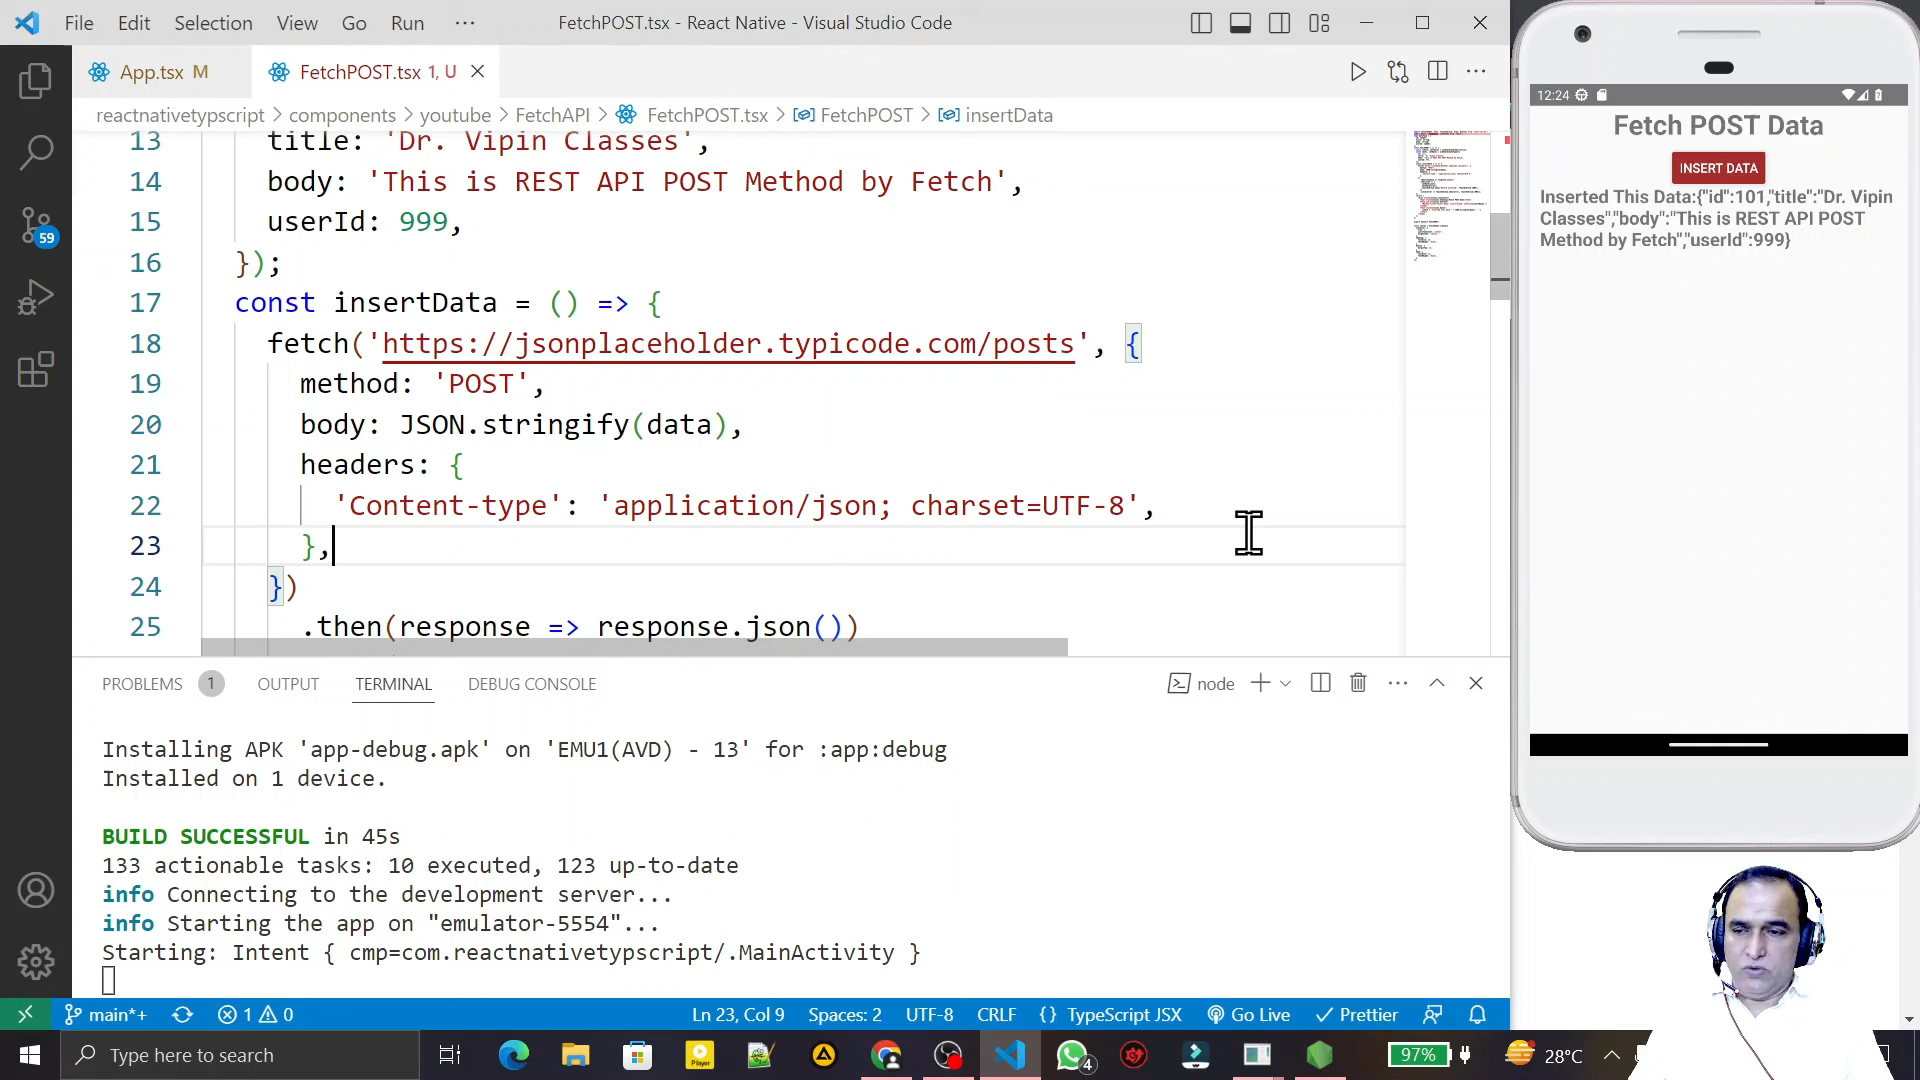 File Edit Selection View Go Run ··· FetchPOST.tsx - React Native - Visual Studio Code
App.tsx M FetchPOST.tsx 1, U
reactnativetypscript > components > youtube > FetchAPI > FetchPOST.tsx > FetchPOST > insertData
13 title: 'Dr. Vipin Classes',
14 body: 'This is REST API POST Method by Fetch',
15 userId: 999,
16 });
17 const insertData = () => {
18 fetch('https://jsonplaceholder.typicode.com/posts', {
19 method: 'POST',
20 body: JSON.stringify(data),
21 headers: {
22 'Content-type': 'application/json; charset=UTF-8',
23 },
24 })
25 .then(response => response.json())
PROBLEMS 1 OUTPUT TERMINAL DEBUG CONSOLE node
Installing APK 'app-debug.apk' on 'EMU1(AVD) - 13' for :app:debug
Installed on 1 device.
BUILD SUCCESSFUL in 45s
133 actionable tasks: 10 executed, 123 up-to-date
info Connecting to the development server...
info Starting the app on "emulator-5554"...
Starting: Intent { cmp=com.reactnativetypscript/.MainActivity }
59
main*+ 1 0 Ln 23, Col 9 Spaces: 2 UTF-8 CRLF {} TypeScript JSX Go Live Prettier
Type here to search Player 4 97% 28°C
12:24
Fetch POST Data
INSERT DATA
Inserted This Data:{"id":101,"title":"Dr. Vipin
Classes","body":"This is REST API POST
Method by Fetch","userId":999}